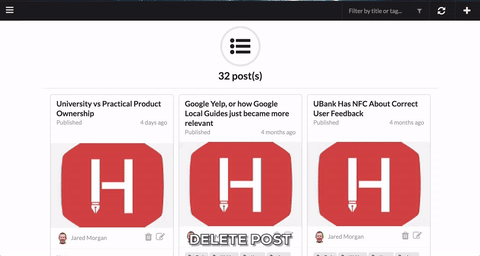 Filter by title or tag...
32 post(s)
University vs Practical Product
Ownership
Published
4 days ago
Google Yelp, or how Google
Local Guides just became more
relevant
Published
4 months ago
UBank Has NFC About Correct
User Feedback
Published
4 months ago
H
H
H
Jared Morgan
Jared Morgan
Jared Morgan
DELETE POST